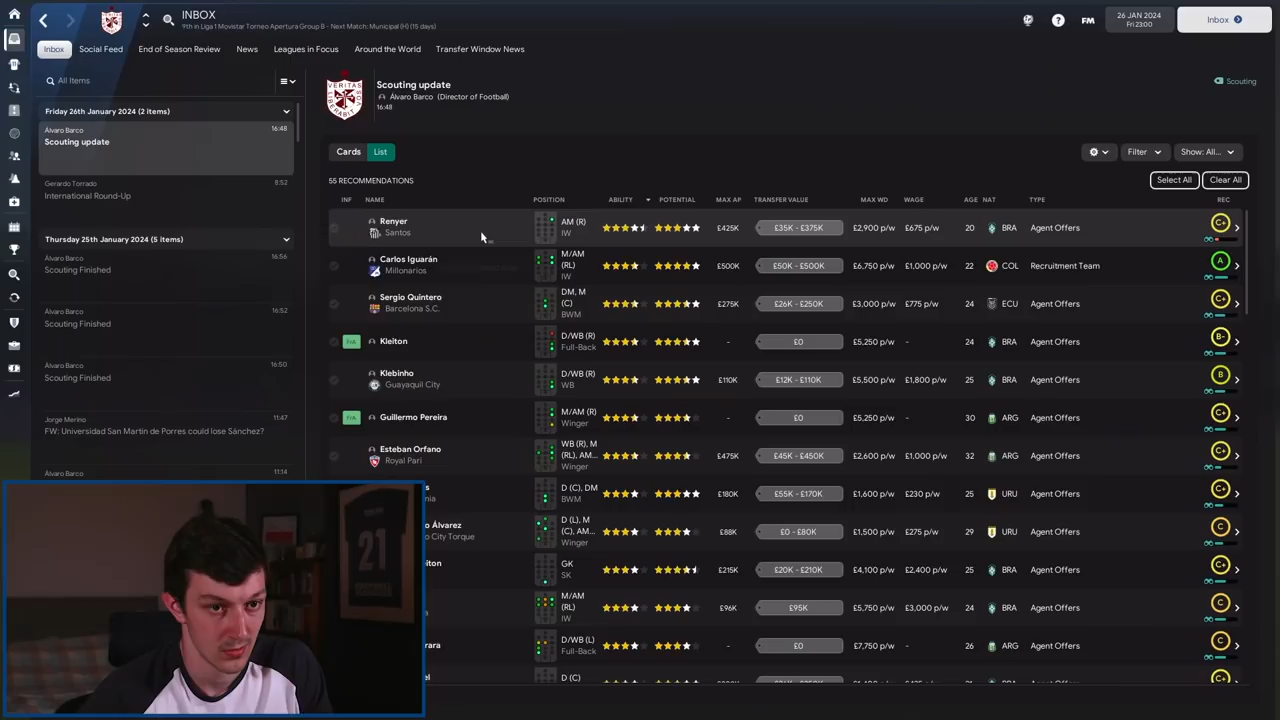 INBOX
9th in Liga 1 Movistar Torneo Apertura Group B - Next Match: Municipal (H) (15 days)
26 JAN 2024
Fri 23:00
FM
Inbox
Inbox
Social Feed
End of Season Review
News
Leagues in Focus
Around the World
Transfer Window News
All Items
Friday 26th January 2024 (2 items)
Álvaro Barco
16:48
Scouting update
Gerardo Torrado
8:52
International Round-Up
Thursday 25th January 2024 (5 items)
Álvaro Barco
16:56
Scouting Finished
Álvaro Barco
16:52
Scouting Finished
Álvaro Barco
16:50
Scouting Finished
Jorge Merino
11:47
FW: Universidad San Martín de Porres could lose Sánchez?
Álvaro Barco
11:14
VERITAS
LIBERABIT
Scouting update
Álvaro Barco (Director of Football)
16:48
Scouting
Cards
List
Filter
Show: All...
55 RECOMMENDATIONS
Select All
Clear All
INF NAME POSITION ABILITY POTENTIAL MAX AP TRANSFER VALUE MAX WD WAGE AGE NAT TYPE REC
Renyer
Santos
AM (R)
IW
£425K £35K - £375K £2,900 p/w £675 p/w 20 BRA Agent Offers C+
Carlos Iguarán
Millonarios
M/AM
(RL)
IW
£500K £50K - £500K £6,750 p/w £1,000 p/w 22 COL Recruitment Team A
Sergio Quintero
Barcelona S.C.
DM, M
(C)
BWM
£275K £26K - £250K £3,000 p/w £775 p/w 24 ECU Agent Offers C+
Kleiton
D/WB (R)
Full-Back
- £0 £5,250 p/w - 24 BRA Agent Offers B-
Klebinho
Guayaquil City
D/WB (R)
WB
£110K £12K - £110K £5,500 p/w £1,800 p/w 25 BRA Agent Offers B
Guillermo Pereira
M/AM (R)
Winger
- £0 £5,250 p/w - 30 ARG Agent Offers C+
Esteban Orfano
Royal Pari
WB (R), M
(RL), AM...
Winger
£475K £45K - £450K £2,600 p/w £1,000 p/w 32 ARG Agent Offers C+
D (C), DM
BWM
£180K £55K - £170K £1,600 p/w £230 p/w 25 URU Agent Offers C+
Álvarez
City Torque
D (L), M
(C), AM...
Winger
£88K £0 - £80K £1,500 p/w £275 p/w 29 URU Agent Offers C
GK
SK
£215K £20K - £210K £4,100 p/w £2,400 p/w 25 BRA Agent Offers C+
M/AM
(RL)
IW
£96K £95K £5,750 p/w £3,000 p/w 24 BRA Agent Offers C
D/WB (L)
Full-Back
- £0 £7,750 p/w - 26 ARG Agent Offers C
D (C)
21